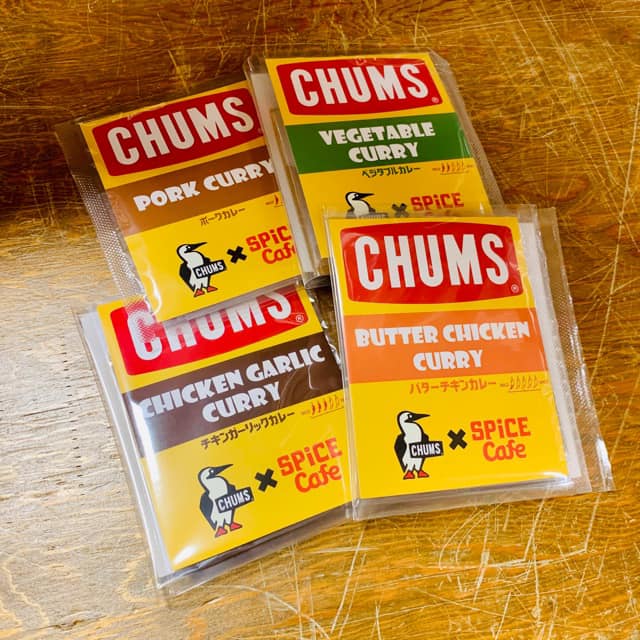 CHUMS
PORK CURRY
ポークカレー
CHUMS
×
SPiCE
Cafe
CHUMS®
VEGETABLE
CURRY
ベジタブルカレー
×
SPiCE
Cafe
CHUMS®
CHICKEN GARLIC
CURRY
チキンガーリックカレー
CHUMS
×
SPiCE
Cafe
CHUMS®
BUTTER CHICKEN
CURRY
バターチキンカレー
CHUMS
×
SPiCE
Cafe